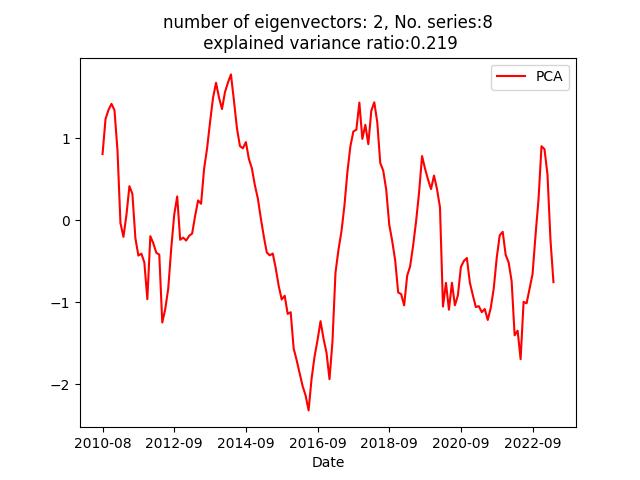 number of eigenvectors: 2, No. series:8
explained variance ratio:0.219
PCA
1
0
−1
−2
2010-08 2012-09 2014-09 2016-09 2018-09 2020-09 2022-09
Date